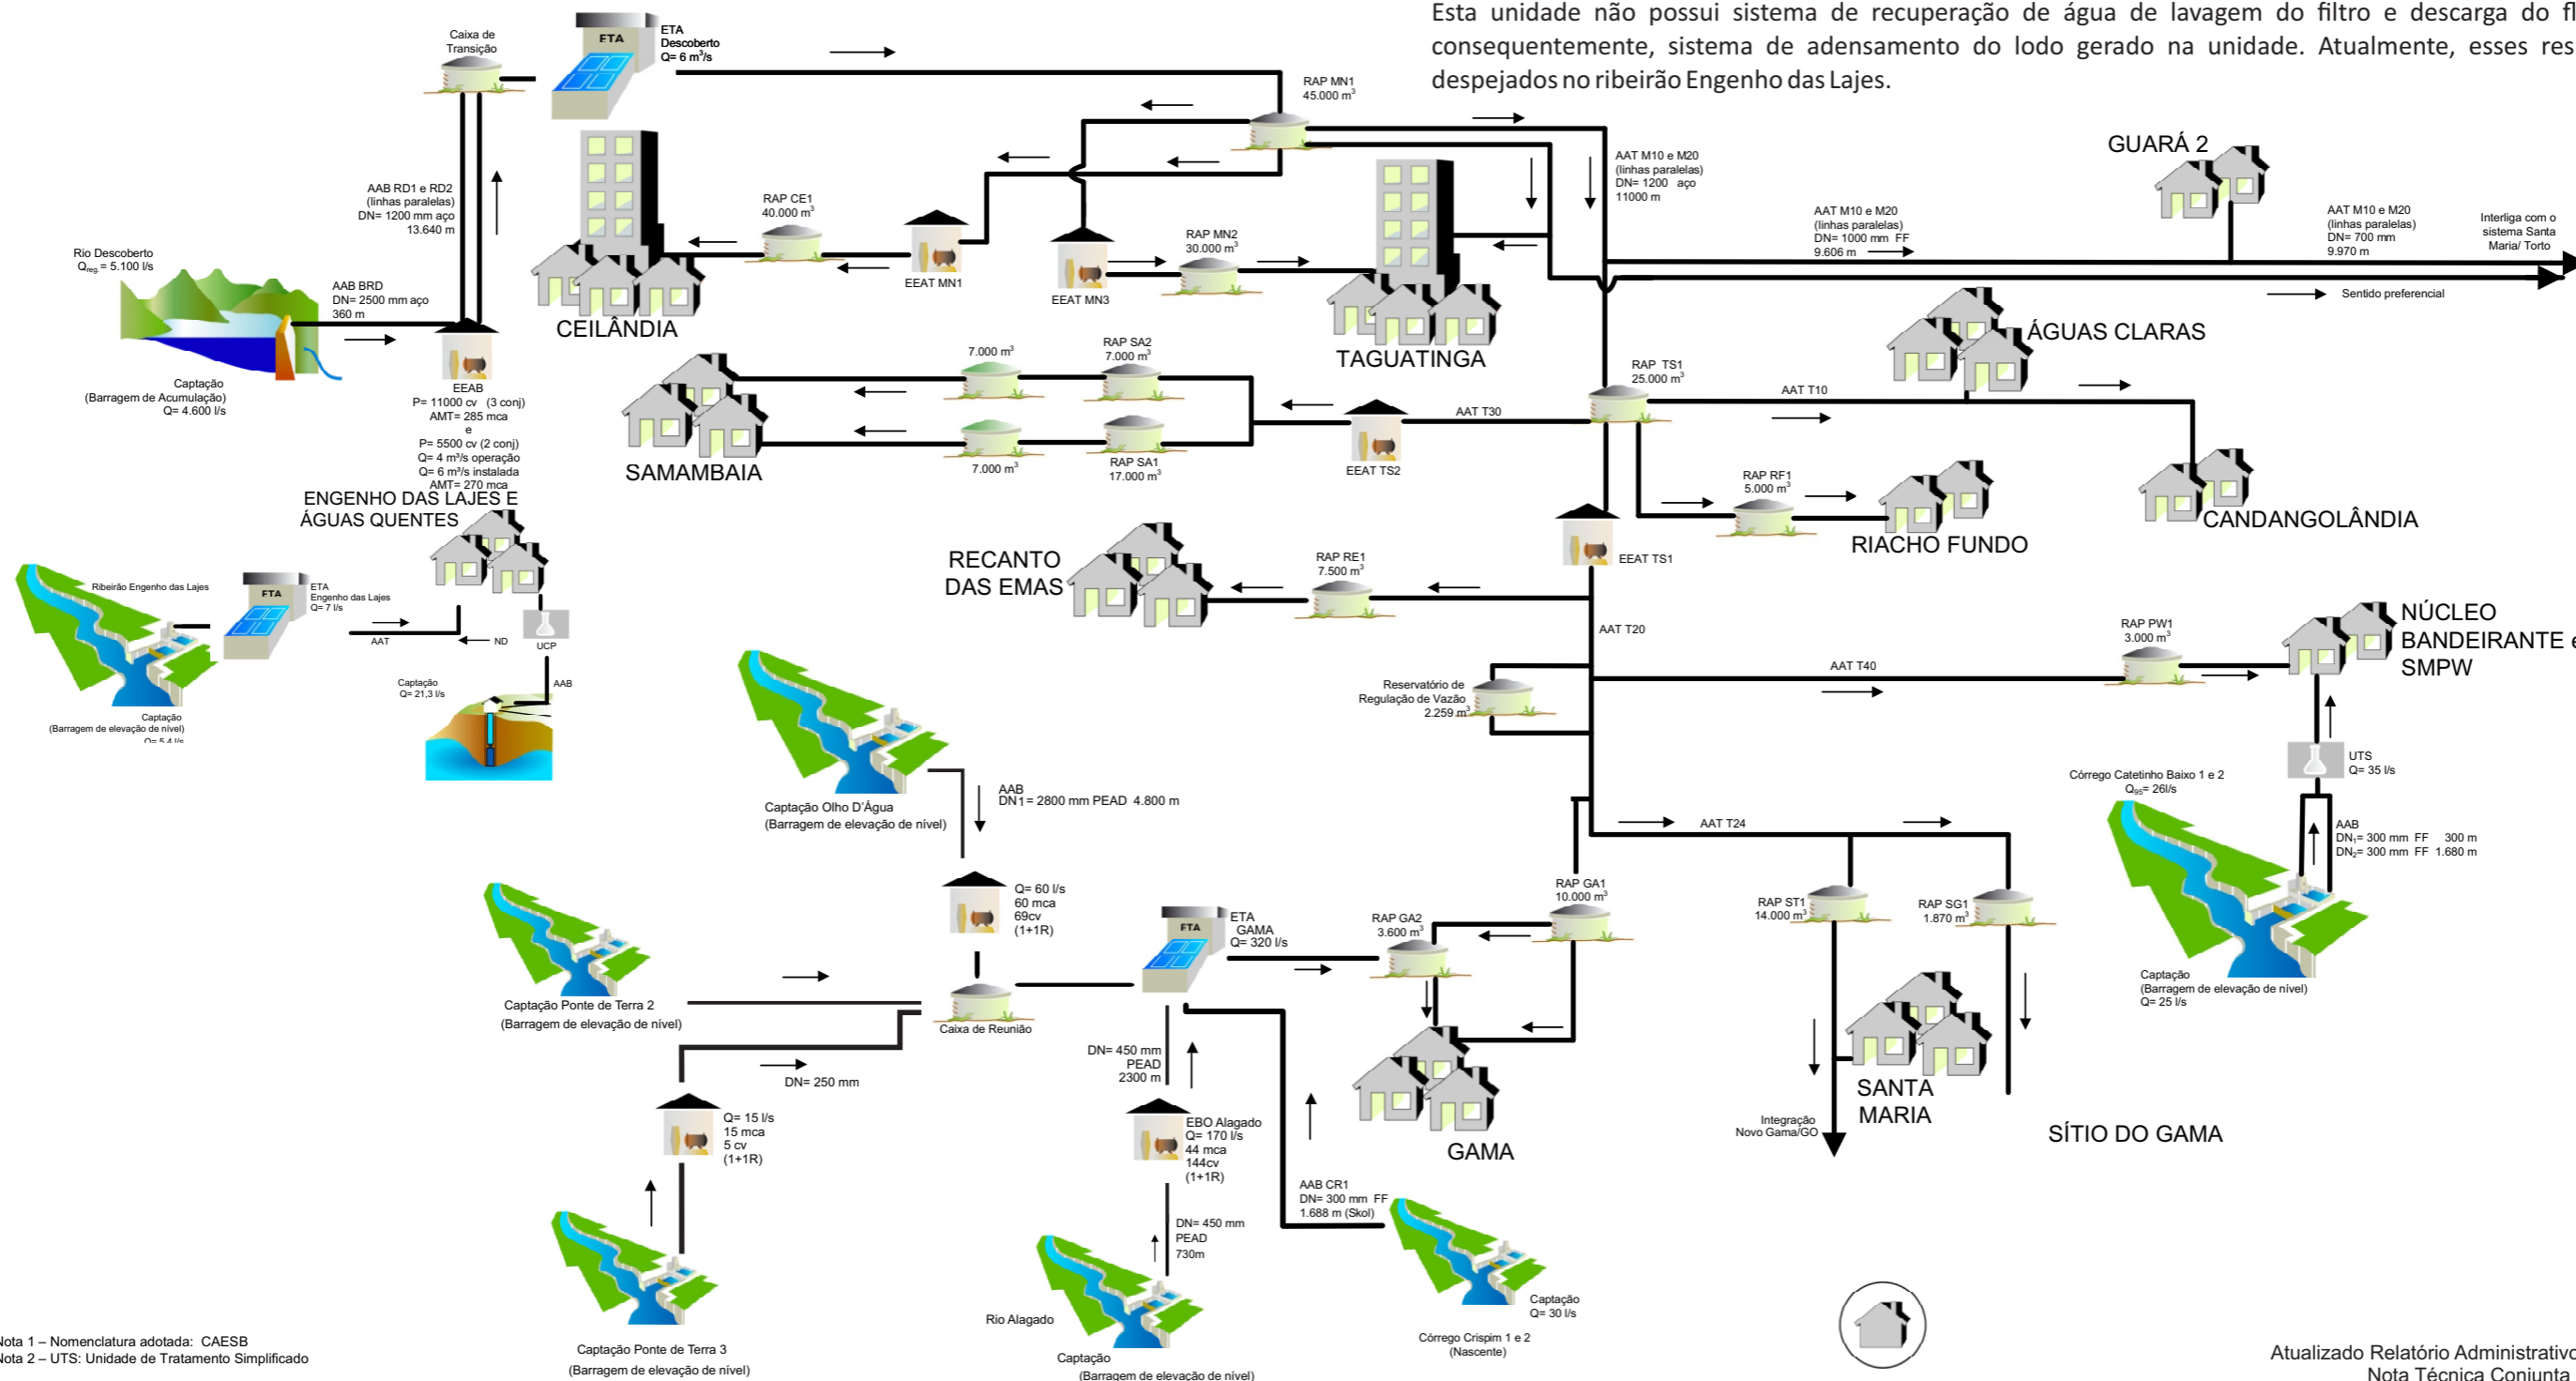 Esta unidade não possui sistema de recuperação de água de lavagem do filtro e descarga do
consequentemente, sistema de adensamento do lodo gerado na unidade. Atualmente, esses
despejados no ribeirão Engenho das Lajes.
Caixa de
Transição
ETA
ETA
Descoberto
Q= 6 m³/s
RAP MN1
45.000 m³
AAB RD1 e RD2
(linhas paralelas)
DN= 1200 mm aço
13.640 m
Rio Descoberto
Qreg.= 5.100 l/s
AAB BRD
DN= 2500 mm aço
360 m
Captação
(Barragem de Acumulação)
Q= 4.600 l/s
EEAB
P= 11000 cv (3 conj)
AMT= 285 mca
e
P= 5500 cv (2 conj)
Q= 4 m³/s operação
Q= 6 m³/s instalada
AMT= 270 mca
RAP CE1
40.000 m³
CEILÂNDIA
EEAT MN1
EEAT MN3
RAP MN2
30.000 m³
TAGUATINGA
AAT M10 e M20
(linhas paralelas)
DN= 1200 aço
11000 m
GUARÁ 2
AAT M10 e M20
(linhas paralelas)
DN= 1000 mm FF
9.606 m
AAT M10 e M20
(linhas paralelas)
DN= 700 mm
9.970 m
Interliga com o
sistema Santa
Maria/ Torto
Sentido preferencial
7.000 m³
RAP SA2
7.000 m³
SAMAMBAIA
7.000 m³
RAP SA1
17.000 m³
EEAT TS2
AAT T30
RAP TS1
25.000 m³
AAT T10
ÁGUAS CLARAS
CANDANGOLÂNDIA
RAP RF1
5.000 m³
RIACHO FUNDO
EEAT TS1
RECANTO
DAS EMAS
RAP RE1
7.500 m³
AAT T20
ENGENHO DAS LAJES E
ÁGUAS QUENTES
Ribeirão Engenho das Lajes
ETA
ETA
Engenho das Lajes
Q= 7 l/s
AAT
ND
UCP
AAB
Captação
Q= 21,3 l/s
Captação
(Barragem de elevação de nível)
Q= 5,4 l/s
Reservatório de
Regulação de Vazão
2.259 m³
AAT T40
RAP PW1
3.000 m³
NÚCLEO
BANDEIRANTE e
SMPW
UTS
Q= 35 l/s
Córrego Catetinho Baixo 1 e 2
Q95= 26l/s
AAB
DN₁= 300 mm FF 300 m
DN₂= 300 mm FF 1.680 m
Captação
(Barragem de elevação de nível)
Q= 25 l/s
Captação Olho D'Água
(Barragem de elevação de nível)
AAB
DN1= 2800 mm PEAD 4.800 m
AAT T24
Q= 60 l/s
60 mca
69cv
(1+1R)
Captação Ponte de Terra 2
(Barragem de elevação de nível)
Caixa de Reunião
ETA
ETA
GAMA
Q= 320 l/s
RAP GA2
3.600 m³
RAP GA1
10.000 m³
RAP ST1
14.000 m³
RAP SG1
1.870 m³
DN= 250 mm
Q= 15 l/s
15 mca
5 cv
(1+1R)
DN= 450 mm
PEAD
2300 m
EBO Alagado
Q= 170 l/s
44 mca
144cv
(1+1R)
DN= 450 mm
PEAD
730m
AAB CR1
DN= 300 mm FF
1.688 m (Skol)
GAMA
SANTA
MARIA
Integração
Novo Gama/GO
SÍTIO DO GAMA
Captação Ponte de Terra 3
(Barragem de elevação de nível)
Rio Alagado
Captação
(Barragem de elevação de nível)
Captação
Q= 30 l/s
Córrego Crispim 1 e 2
(Nascente)
Nota 1 – Nomenclatura adotada: CAESB
Nota 2 – UTS: Unidade de Tratamento Simplificado
Atualizado Relatório Administrativo
Nota Técnica Conjunta